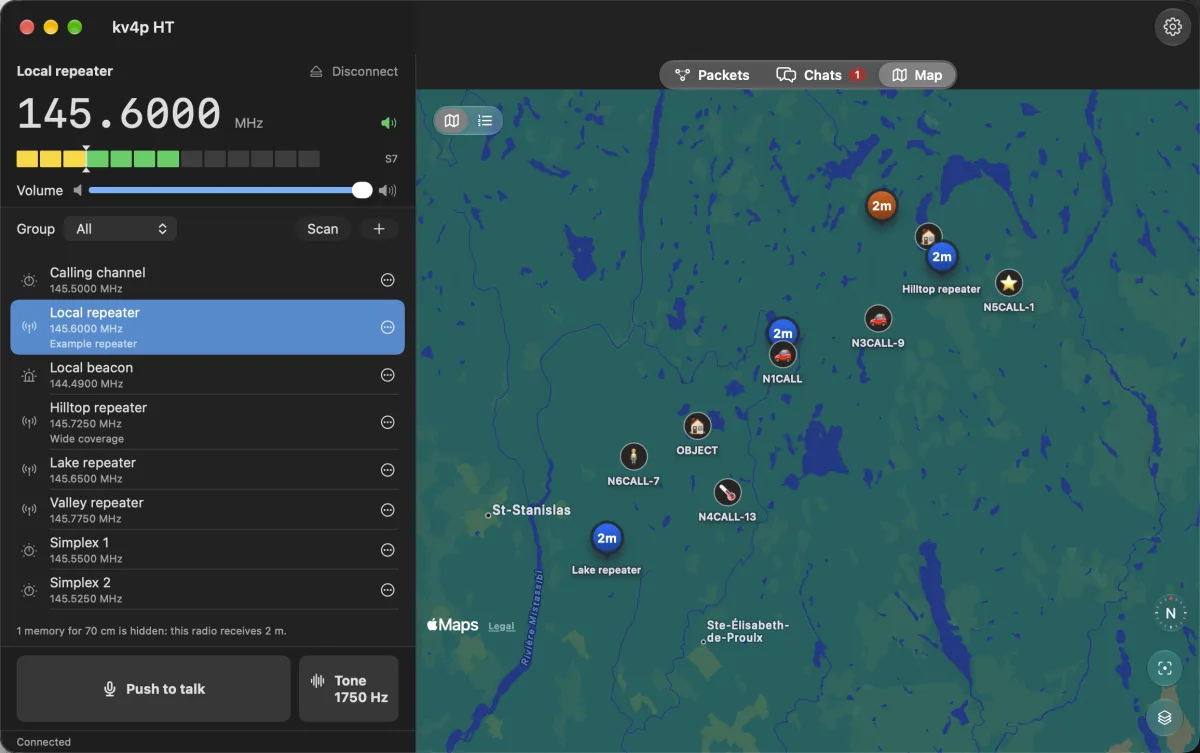 kv4p HT
Local repeater
Disconnect
145.6000 MHz
S7
Volume
Group
All
Scan
Calling channel
145.5000 MHz
Local repeater
145.6000 MHz
Example repeater
Local beacon
144.4900 MHz
Hilltop repeater
145.7250 MHz
Wide coverage
Lake repeater
145.6500 MHz
Valley repeater
145.7750 MHz
Simplex 1
145.5500 MHz
Simplex 2
145.5250 MHz
1 memory for 70 cm is hidden: this radio receives 2 m.
Push to talk
Tone
1750 Hz
Connected
Packets
Chats 1
Map
2m
2m
Hilltop repeater
N5CALL-1
N3CALL-9
2m
N1CALL
OBJECT
N6CALL-7
N4CALL-13
St-Stanislas
2m
Lake repeater
Rivière Mistassibi
Ste-Élisabeth-
de-Proulx
Maps
Legal
N